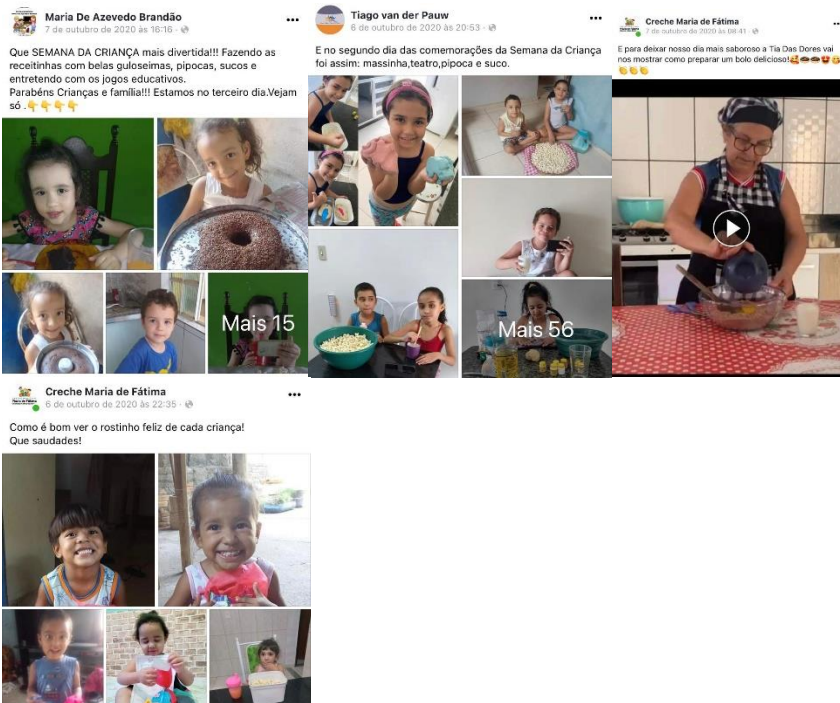 Maria De Azevedo Brandão
7 de outubro de 2020 às 16:16 ·
Que SEMANA DA CRIANÇA mais divertida!!! Fazendo as
receitinhas com belas guloseimas, pipocas, sucos e
entretendo com os jogos educativos.
Parabéns Crianças e família!!! Estamos no terceiro dia.Vejam
só .👇👇👇👇
Mais 15
Tiago van der Pauw
6 de outubro de 2020 às 20:53 ·
E no segundo dia das comemorações da Semana da Criança
foi assim: massinha,teatro,pipoca e suco.
Mais 56
Creche Maria de Fátima
7 de outubro de 2020 às 08:41 ·
E para deixar nosso dia mais saboroso a Tia Das Dores vai
nos mostrar como preparar um bolo delicioso!
Creche Maria de Fátima
6 de outubro de 2020 às 22:35 ·
Como é bom ver o rostinho feliz de cada criança!
Que saudades!